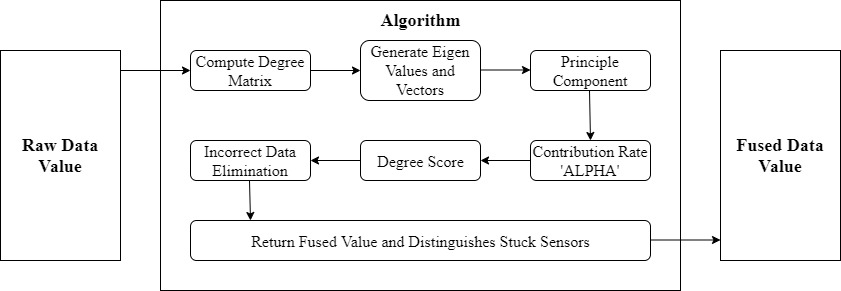 Algorithm
Compute Degree
Matrix
Generate Eigen
Values and
Vectors
Principle
Component
Raw Data
Value
Fused Data
Value
Incorrect Data
Elimination
Degree Score
Contribution Rate
'ALPHA'
Return Fused Value and Distinguishes Stuck Sensors